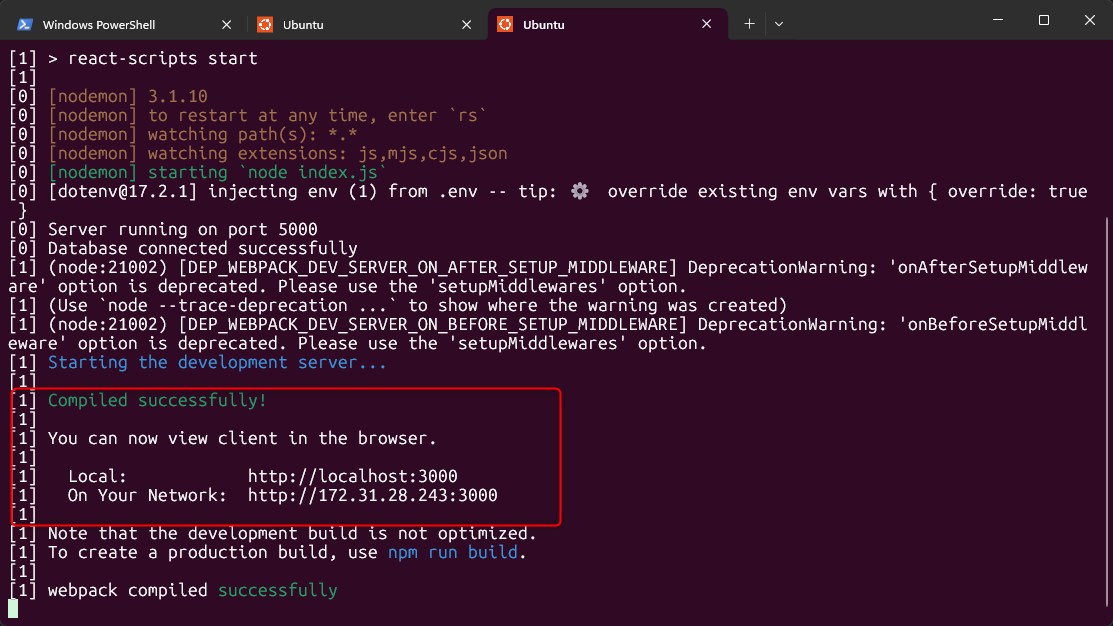 Windows PowerShell
Ubuntu
Ubuntu
[1] > react-scripts start
[1]
[0] [nodemon] 3.1.10
[0] [nodemon] to restart at any time, enter `rs`
[0] [nodemon] watching path(s): *.*
[0] [nodemon] watching extensions: js,mjs,cjs,json
[0] [nodemon] starting `node index.js`
[0] [dotenv@17.2.1] injecting env (1) from .env -- tip: ⚙️  override existing env vars with { override: true
 }
[0] Server running on port 5000
[0] Database connected successfully
[1] (node:21002) [DEP_WEBPACK_DEV_SERVER_ON_AFTER_SETUP_MIDDLEWARE] DeprecationWarning: 'onAfterSetupMiddlew
are' option is deprecated. Please use the 'setupMiddlewares' option.
[1] (Use `node --trace-deprecation ...` to show where the warning was created)
[1] (node:21002) [DEP_WEBPACK_DEV_SERVER_ON_BEFORE_SETUP_MIDDLEWARE] DeprecationWarning: 'onBeforeSetupMiddl
eware' option is deprecated. Please use the 'setupMiddlewares' option.
[1] Starting the development server...
[1]
[1] Compiled successfully!
[1]
[1] You can now view client in the browser.
[1]
[1]   Local:            http://localhost:3000
[1]   On Your Network:  http://172.31.28.243:3000
[1]
[1] Note that the development build is not optimized.
[1] To create a production build, use npm run build.
[1]
[1] webpack compiled successfully